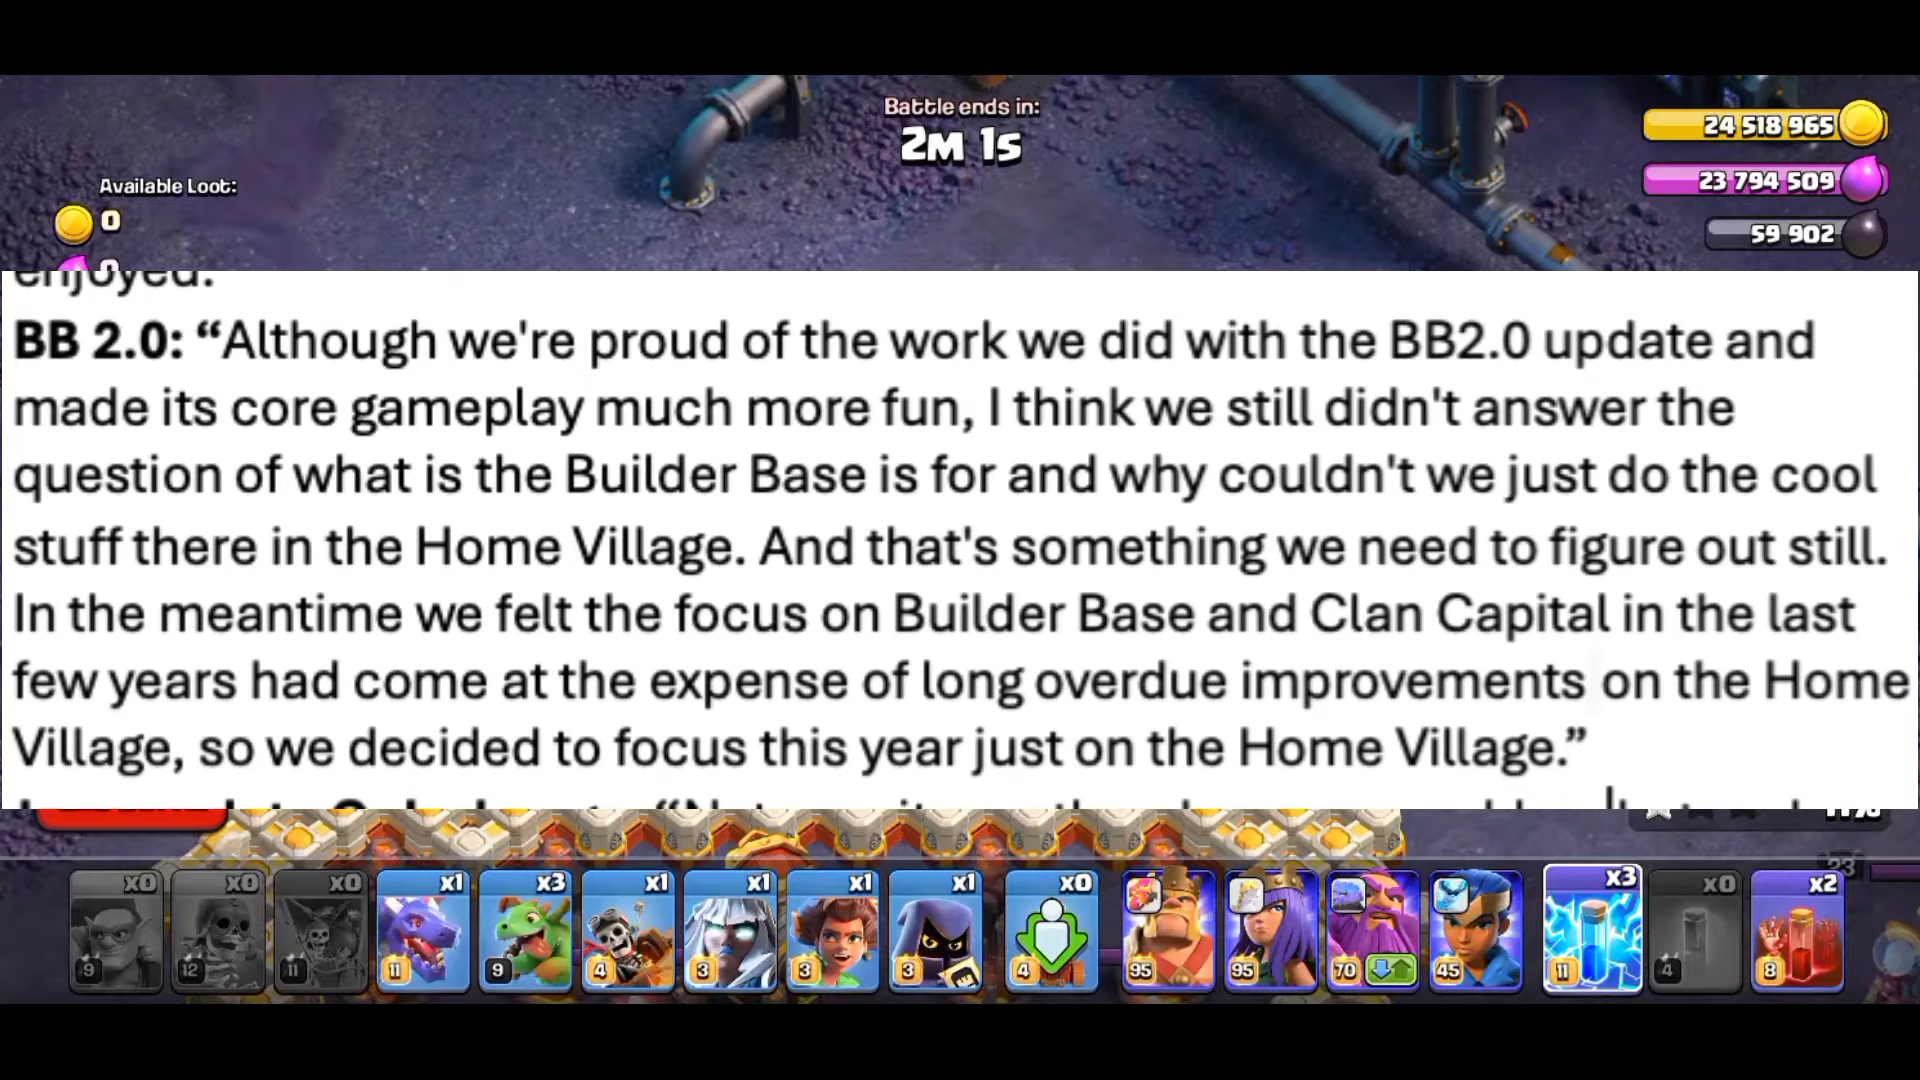 Battle ends in:
2M 1s
24 518 965
Available Loot:
23 794 509
0
59 902
enjoyed.
BB 2.0: “Although we're proud of the work we did with the BB2.0 update and
made its core gameplay much more fun, I think we still didn't answer the
question of what is the Builder Base is for and why couldn't we just do the cool
stuff there in the Home Village. And that's something we need to figure out still.
In the meantime we felt the focus on Builder Base and Clan Capital in the last
few years had come at the expense of long overdue improvements on the Home
Village, so we decided to focus this year just on the Home Village.”
x0 x0 x0 x1 x3 x1 x1 x1 x1 x0 x3 x0 x2
9 12 11 11 9 4 3 3 3 4 95 95 70 45 11 4 8